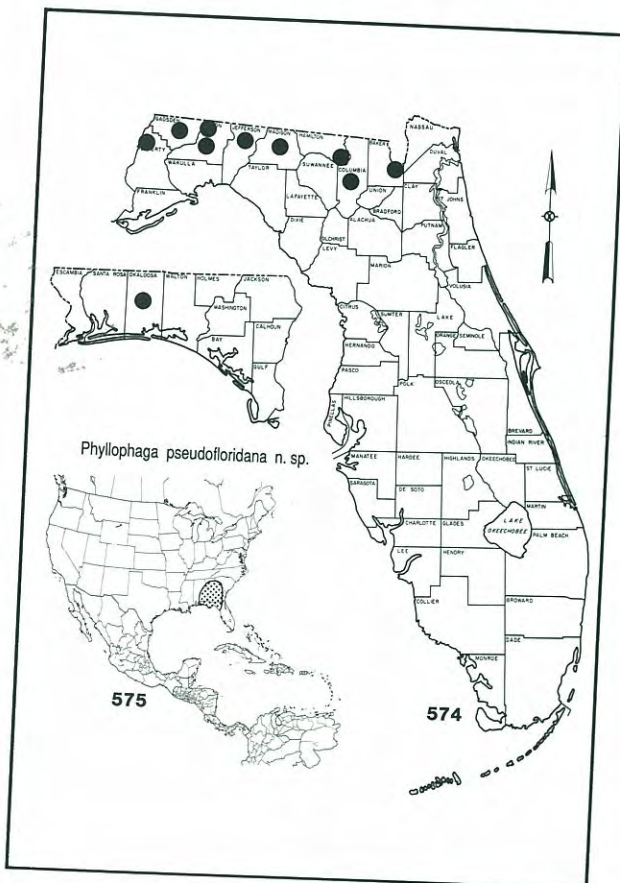 GADSDEN
JEFFERSON
MADISON
HAMILTON
NASSAU
BAKER
DUVAL
WAKULLA
TAYLOR
SUWANNEE
COLUMBIA
FRANKLIN
LAFAYETTE
UNION
CLAY
ST JOHNS
BRADFORD
DIXIE
ALACHUA
PUTNAM
GILCHRIST
FLAGLER
LEVY
MARION
VOLUSIA
ESCAMBIA
SANTA ROSA
OKALOOSA
WALTON
HOLMES
JACKSON
WASHINGTON
BAY
CALHOUN
GULF
CITRUS
SUMTER
LAKE
HERNANDO
ORANGE
SEMINOLE
PASCO
POLK
OSCEOLA
HILLSBOROUGH
PINELLAS
BREVARD
INDIAN RIVER
Phyllophaga pseudofloridana n. sp.
MANATEE
HARDEE
HIGHLANDS
OKEECHOBEE
ST LUCIE
SARASOTA
DE SOTO
MARTIN
CHARLOTTE
GLADES
LAKE
OKEECHOBEE
PALM BEACH
LEE
HENDRY
COLLIER
BROWARD
DADE
MONROE
575
574